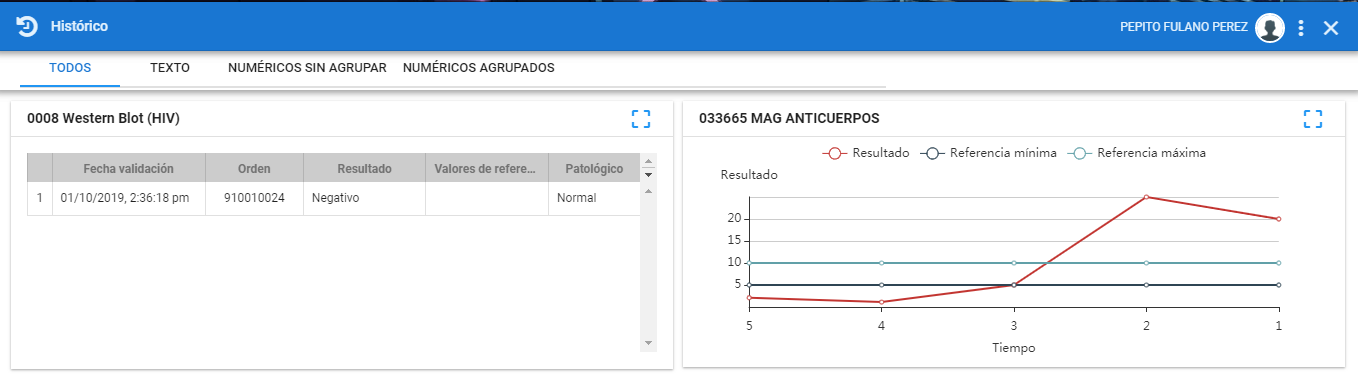 Histórico
PEPITO FULANO PEREZ
TODOS TEXTO NUMÉRICOS SIN AGRUPAR NUMÉRICOS AGRUPADOS
0008 Western Blot (HIV)
Fecha validación Orden Resultado Valores de refere... Patológico
1 01/10/2019, 2:36:18 pm 910010024 Negativo Normal
033665 MAG ANTICUERPOS
Resultado Referencia mínima Referencia máxima
Resultado
20
15
10
5
5 4 3 2 1
Tiempo